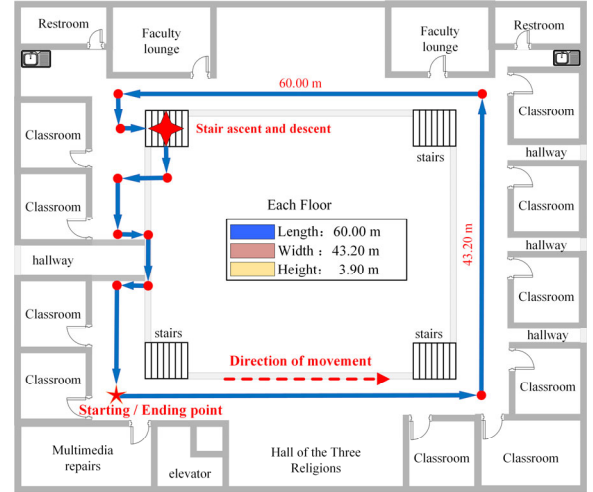 Restroom
Faculty
lounge
Faculty
lounge
Restroom
60.00 m
Classroom
Stair ascent and descent
stairs
Classroom
hallway
Classroom
Each Floor
Length： 60.00 m
Width： 43.20 m
Height： 3.90 m
43.20 m
Classroom
hallway
hallway
Classroom
Classroom
hallway
stairs
stairs
Direction of movement
Classroom
Classroom
Starting / Ending point
Multimedia
repairs
elevator
Hall of the Three
Religions
Classroom
Classroom